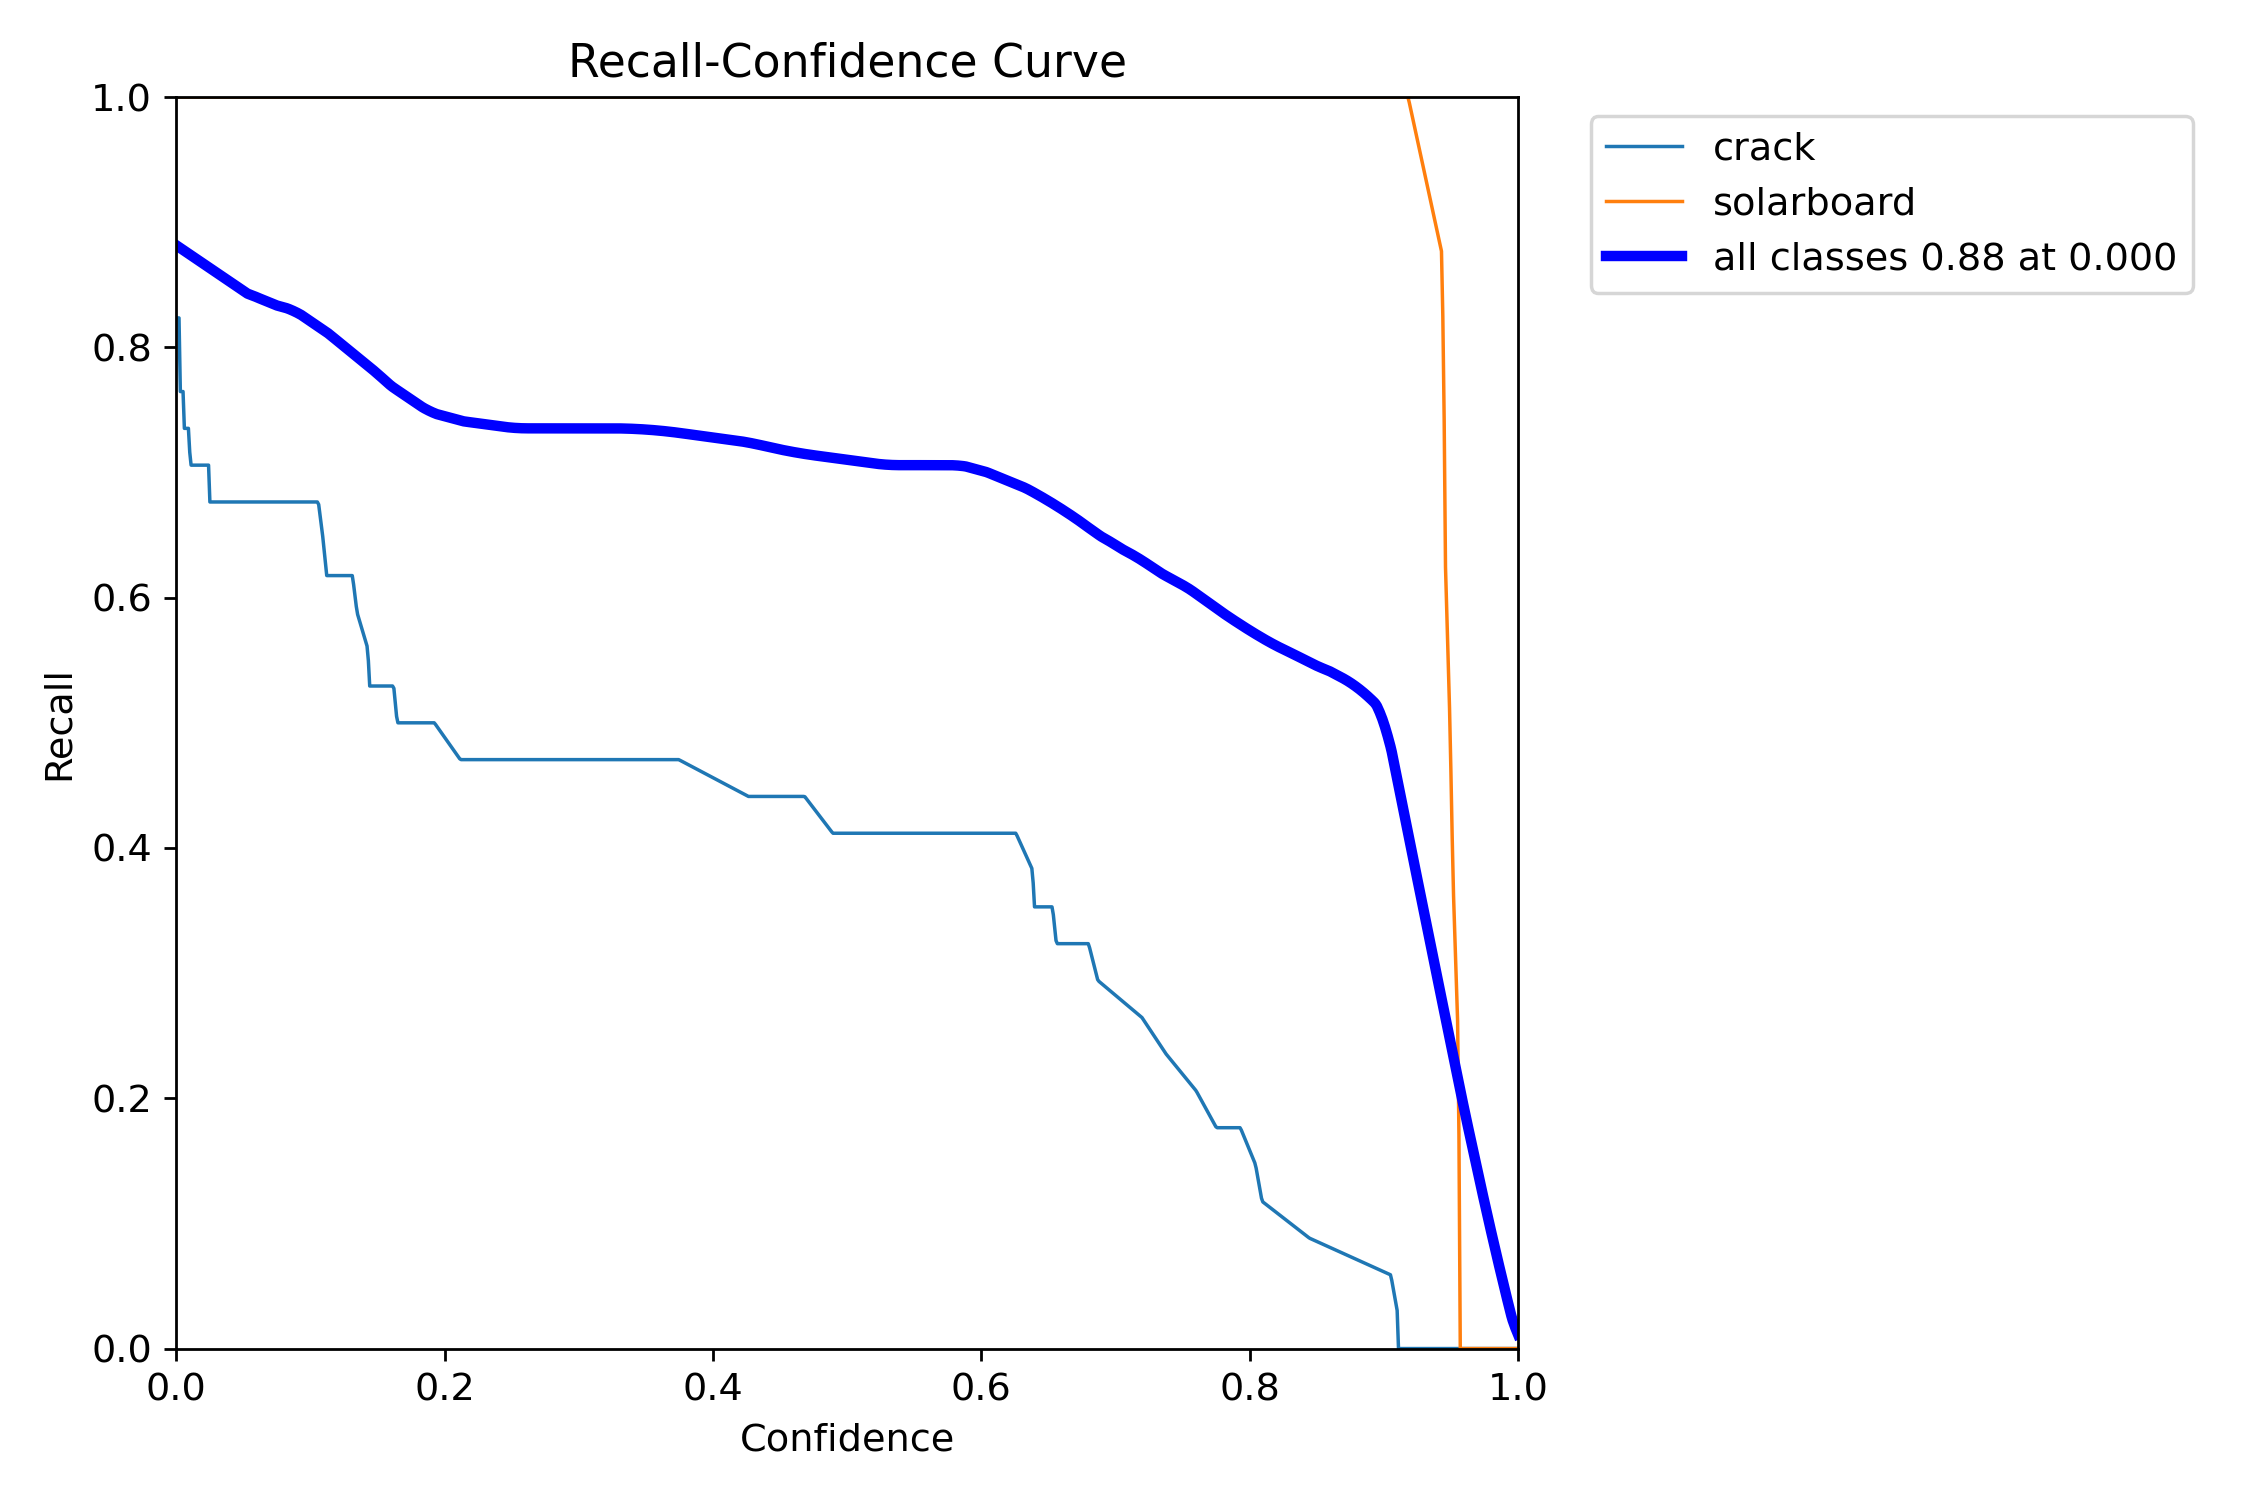 Recall-Confidence Curve
1.0
0.8
0.6
0.4
0.2
0.0
Recall
0.0 0.2 0.4 0.6 0.8 1.0
Confidence
crack
solarboard
all classes 0.88 at 0.000